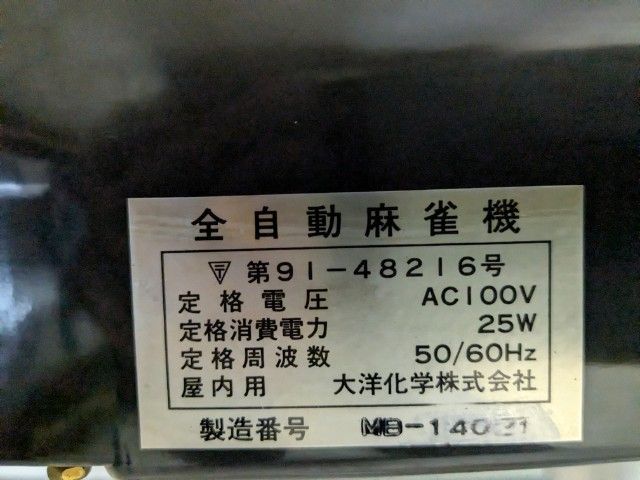 全自動麻雀機
〒 第91-48216号
定格電圧 AC100V
定格消費電力 25W
定格周波数 50/60Hz
屋内用 大洋化学株式会社
製造番号